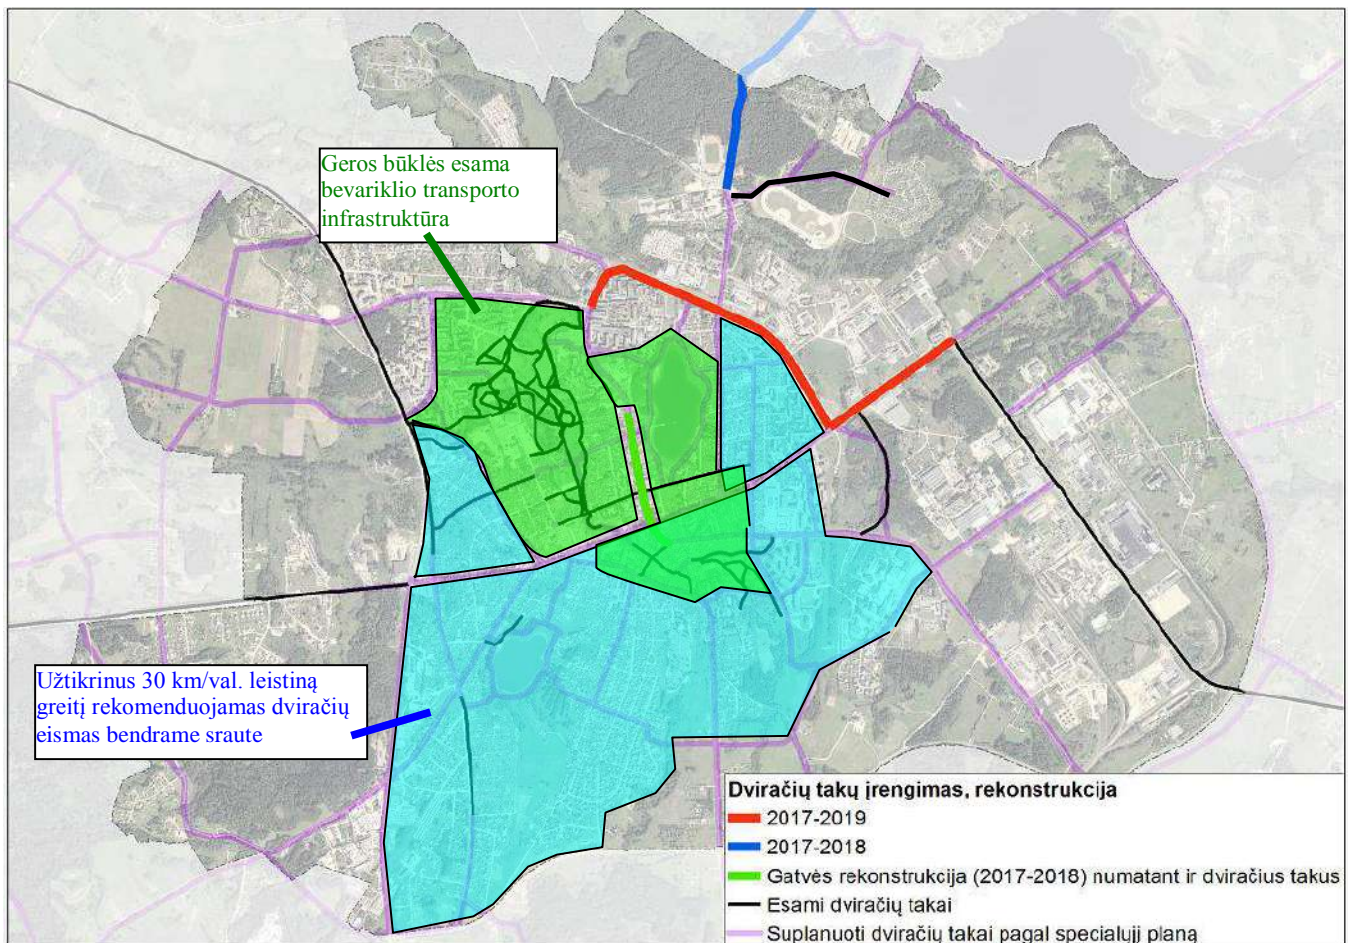 Geros būklės esama
bevariklio transporto
infrastruktūra
Užtikrinus 30 km/val. leistiną
greitį rekomenduojamas dviračių
eismas bendrame sraute
Dviračių takų įrengimas, rekonstrukcija
2017-2019
2017-2018
Gatvės rekonstrukcija (2017-2018) numatant ir dviračius takus
Esami dviračių takai
Suplanuoti dviračių takai pagal specialųjį planą